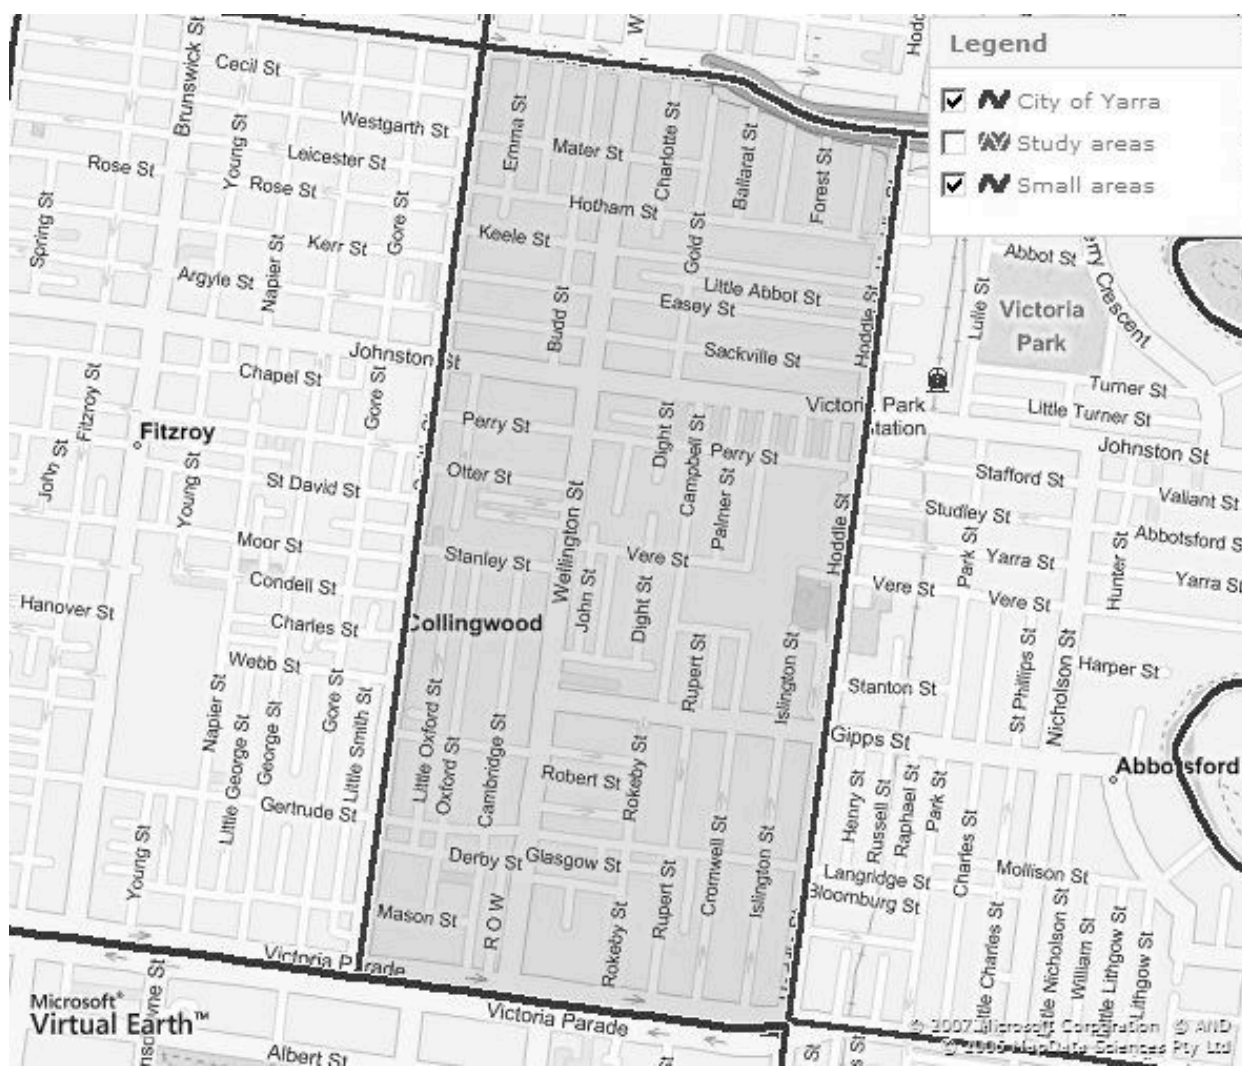 Legend
City of Yarra
Study areas
Small areas
Cecil St
Brunswick St
Westgarth St
Young St
Leicester St
Rose St
Rose St
Gore St
Spring St
Kerr St
Napier St
Argyle St
Johnston St
Chapel St
Gore St
Fitzroy St
Fitzroy
John St
Young St
St David St
Moor St
Condell St
Hanover St
Charles St
Webb St
Gore St
Napier St
Little George St
George St
Little Smith St
Gertrude St
Young St
Victoria Parade
Emma St
Mater St
Charlotte St
Ballarat St
Forest St
Hotham St
Keele St
Gold St
Little Abbot St
Easey St
Budd St
Hoddle St
Sackville St
Perry St
Dight St
Campbell St
Perry St
Palmer St
Otter St
Wellington St
Hoddle St
Stanley St
Vere St
John St
Dight St
Collingwood
Rupert St
Islington St
Little Oxford St
Oxford St
Cambridge St
Robert St
Rokeby St
Cromwell St
Islington St
Derby St
Glasgow St
Mason St
R O W
Rokeby St
Rupert St
Victoria Parade
Albert St
Abbot St
Lulie St
Crescent
Victoria
Park
Turner St
Little Turner St
Victoria Park
Station
Johnston St
Stafford St
Valiant St
Studley St
Abbotsford S
Park St
Yarra St
Hunter St
Yarra St
Vere St
Vere St
Harper St
St Phillips St
Nicholson St
Stanton St
Gipps St
Abbotsford
Henry St
Russell St
Raphael St
Park St
Charles St
Mollison St
Langridge St
Bloomburg St
Little Charles St
Little Nicholson St
William St
Little Lithgow St
Lithgow St
Microsoft®
Virtual Earth™
© 2007 Microsoft Corporation © AND
© 2006 MapData Sciences Pty Ltd